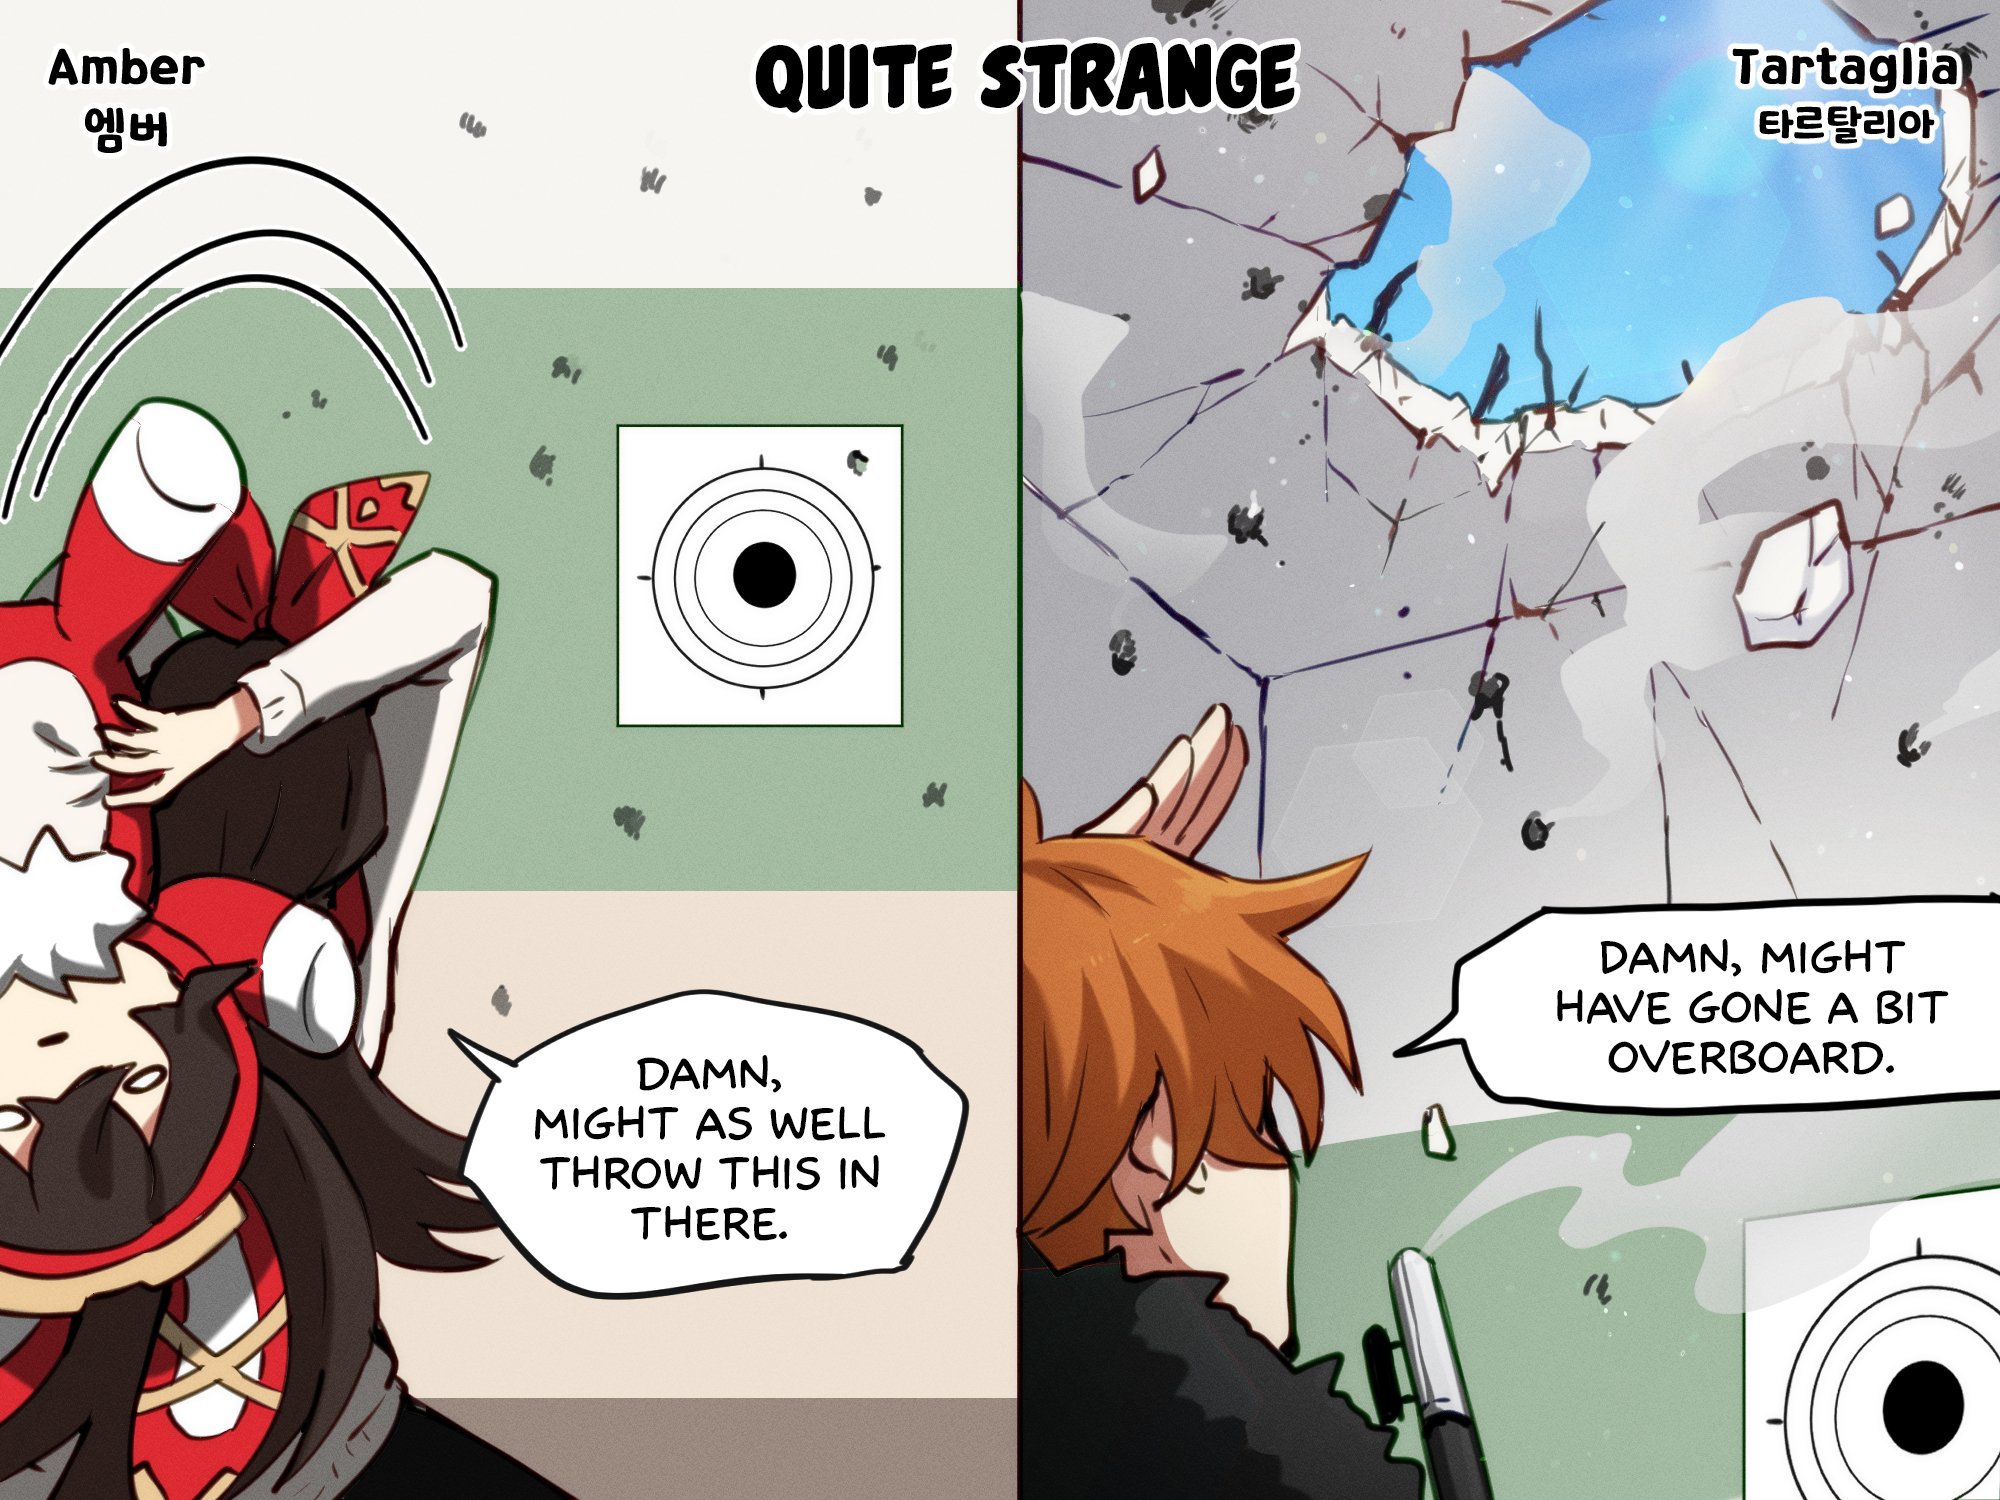 QUITE STRANGE
Amber
엠버
Tartaglia
타르탈리아
DAMN,
MIGHT AS WELL
THROW THIS IN
THERE.
DAMN, MIGHT
HAVE GONE A BIT
OVERBOARD.